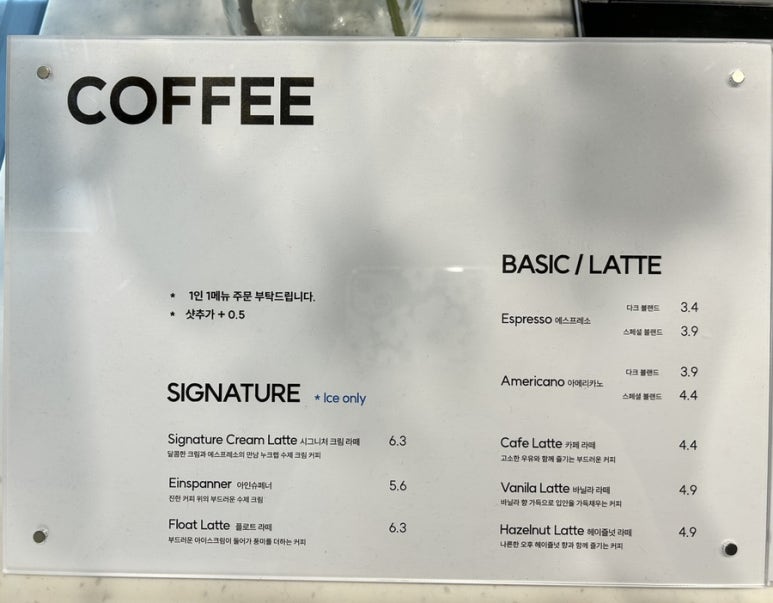 COFFEE
* 1인 1메뉴 주문 부탁드립니다.
* 샷추가 + 0.5
SIGNATURE * Ice only
Signature Cream Latte 시그니처 크림 라떼 6.3
달콤한 크림과 에스프레소의 만남 누크럽 수제 크림 커피
Einspanner 아인슈페너 5.6
진한 커피 위의 부드러운 수제 크림
Float Latte 플로트 라떼 6.3
부드러운 아이스크림이 들어가 풍미를 더하는 커피
BASIC / LATTE
다크 블랜드 3.4
Espresso 에스프레소
스페셜 블랜드 3.9
다크 블랜드 3.9
Americano 아메리카노
스페셜 블랜드 4.4
Cafe Latte 카페 라떼 4.4
고소한 우유와 함께 즐기는 부드러운 커피
Vanila Latte 바닐라 라떼 4.9
바닐라 향 가득으로 입안을 가득채우는 커피
Hazelnut Latte 헤이즐넛 라떼 4.9
나른한 오후 헤이즐넛 향과 함께 즐기는 커피